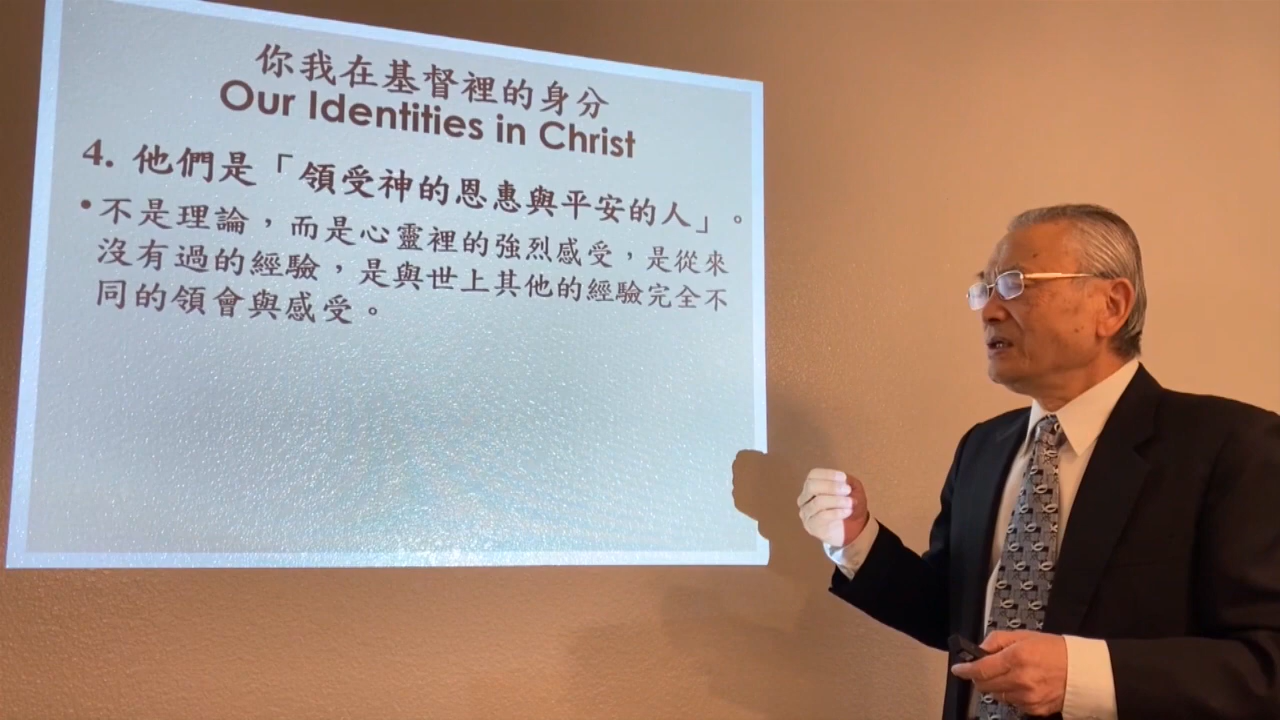 你我在基督裡的身分
Our Identities in Christ
4. 他們是「領受神的恩惠與平安的人」。
•不是理論，而是心靈裡的強烈感受，是從來
沒有過的經驗，是與世上其他的經驗完全不
同的領會與感受。